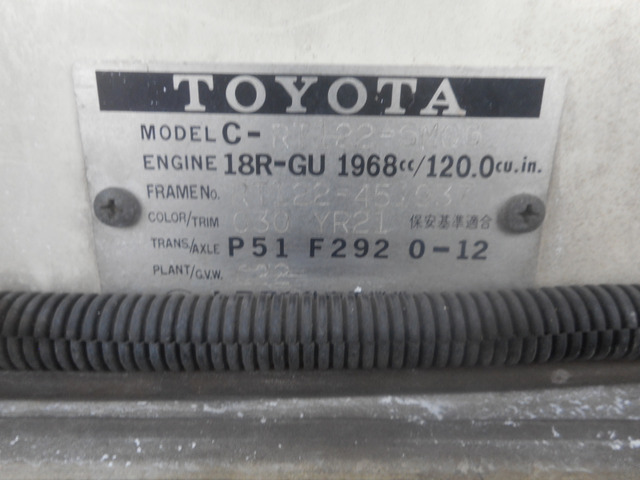 TOYOTA
MODEL C-
ENGINE 18R-GU 1968cc/120.0cu.in.
FRAME No.
COLOR/TRIM 030 YR21 保安基準適合
TRANS/AXLE P51 F292 0-12
PLANT/G.V.W.